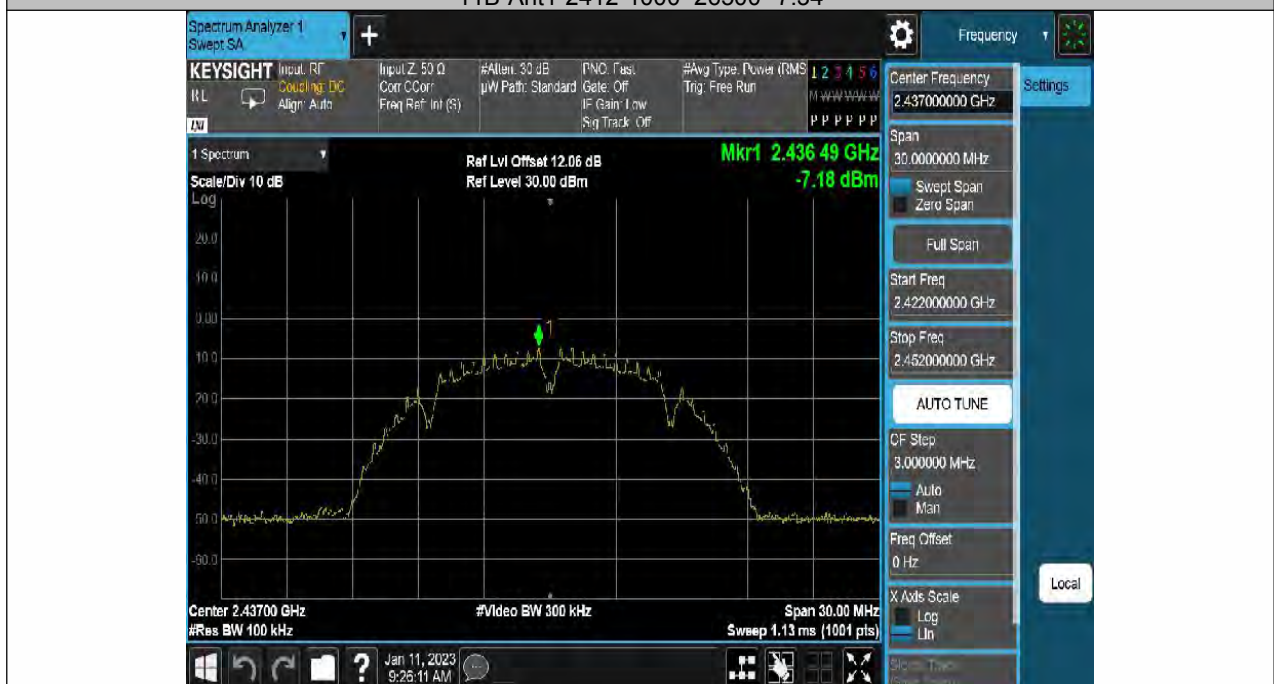 Spectrum Analyzer 1
Swept SA
+
Frequency
KEYSIGHT
RL
Input: RF
Coupling: DC
Align: Auto
Input Z: 50 Ω
Corr CCorr
Freq Ref: Int (S)
#Atten: 30 dB
µW Path: Standard
PNO: Fast
Gate: Off
IF Gain: Low
Sig Track: Off
#Avg Type: Power (RMS
Trig: Free Run
1 2 3 4 5 6
M W W W W W
P P P P P P
1 Spectrum
Scale/Div 10 dB
Log
Ref Lvl Offset 12.06 dB
Ref Level 30.00 dBm
Mkr1 2.436 49 GHz
-7.18 dBm
20.0
10.0
0.00
10.0
20.0
-30.0
-40.0
50.0
-60.0
1
Center 2.43700 GHz
#Res BW 100 kHz
#Video BW 300 kHz
Span 30.00 MHz
Sweep 1.13 ms (1001 pts)
Center Frequency
2.437000000 GHz
Settings
Span
30.0000000 MHz
Swept Span
Zero Span
Full Span
Start Freq
2.422000000 GHz
Stop Freq
2.452000000 GHz
AUTO TUNE
CF Step
3.000000 MHz
Auto
Man
Freq Offset
0 Hz
X Axis Scale
Log
Lin
Local
?
Jan 11, 2023
9:26:11 AM